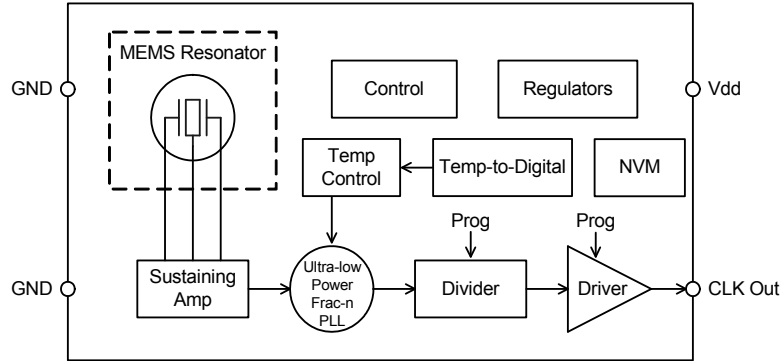 MEMS Resonator
GND
Control
Regulators
Vdd
Temp
Control
Temp-to-Digital
NVM
Prog
Prog
GND
Sustaining
Amp
Ultra-low
Power
Frac-n
PLL
Divider
Driver
CLK Out